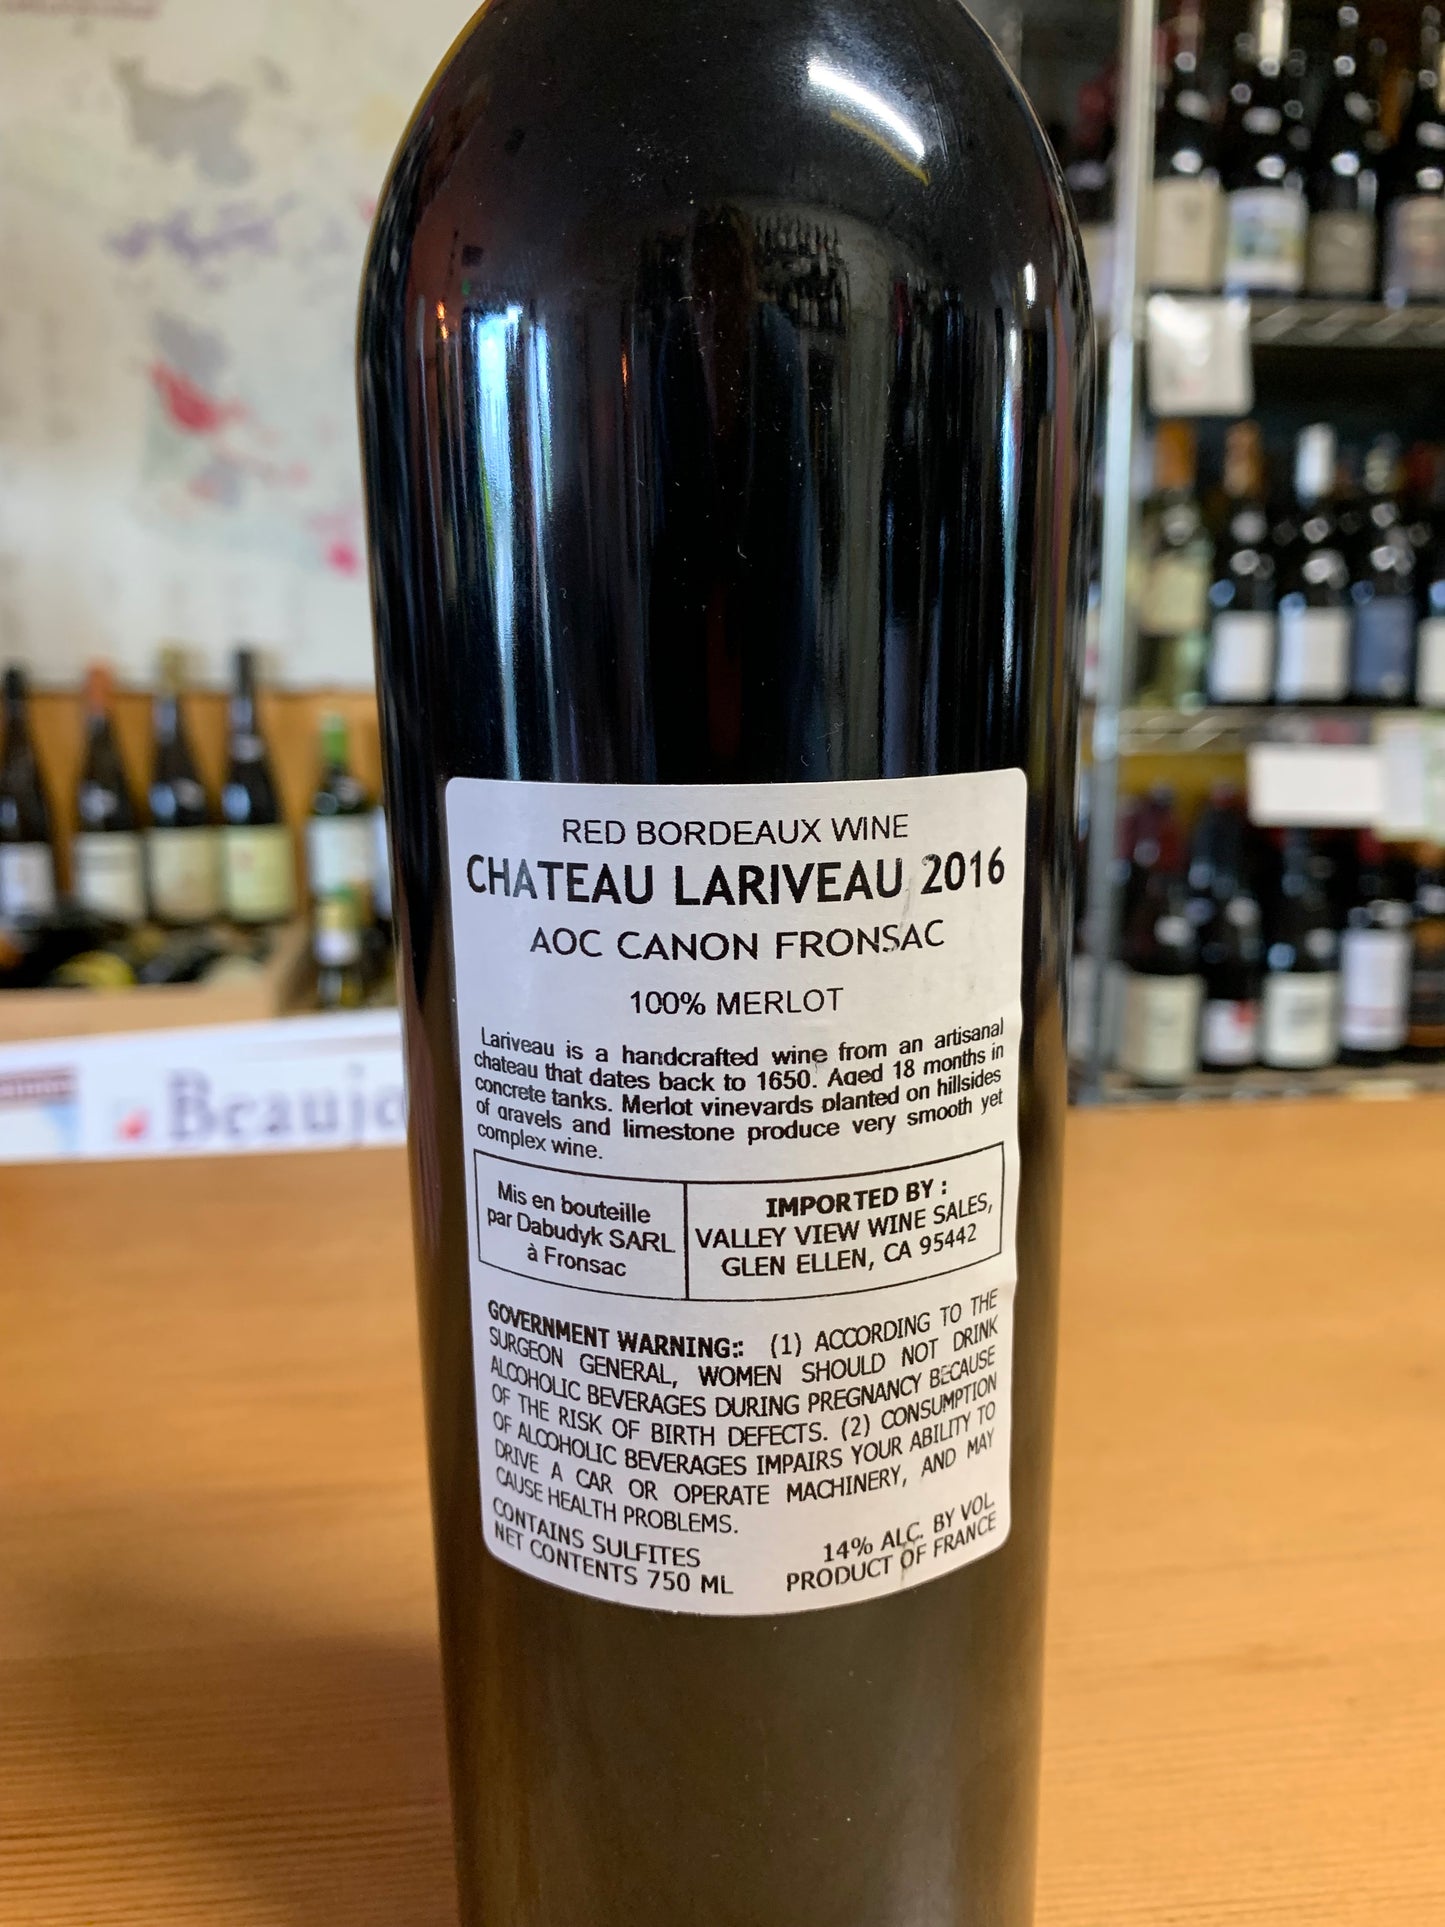 RED BORDEAUX WINE
CHATEAU LARIVEAU 2016
AOC CANON FRONSAC
100% MERLOT
Lariveau is a handcrafted wine from an artisanal
chateau that dates back to 1650. Aged 18 months in
concrete tanks. Merlot vineyards planted on hillsides
of gravels and limestone produce very smooth yet
complex wine.
Mis en bouteille
par Dabudyk SARL
à Fronsac
IMPORTED BY :
VALLEY VIEW WINE SALES,
GLEN ELLEN, CA 95442
GOVERNMENT WARNING:: (1) ACCORDING TO THE
SURGEON GENERAL, WOMEN SHOULD NOT DRINK
ALCOHOLIC BEVERAGES DURING PREGNANCY BECAUSE
OF THE RISK OF BIRTH DEFECTS. (2) CONSUMPTION
OF ALCOHOLIC BEVERAGES IMPAIRS YOUR ABILITY TO
DRIVE A CAR OR OPERATE MACHINERY, AND MAY
CAUSE HEALTH PROBLEMS.
CONTAINS SULFITES
NET CONTENTS 750 ML
14% ALC. BY VOL
PRODUCT OF FRANCE
Beaujo